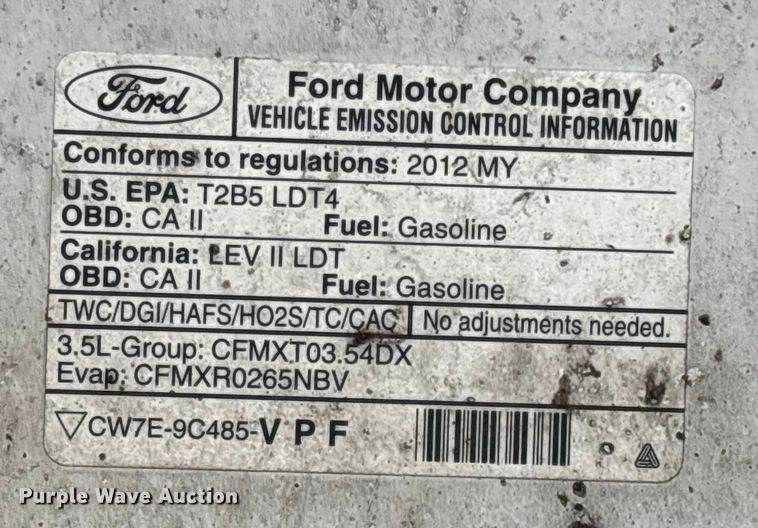 Ford
Ford Motor Company
VEHICLE EMISSION CONTROL INFORMATION
Conforms to regulations: 2012 MY
U.S. EPA: T2B5 LDT4
OBD: CA II Fuel: Gasoline
California: LEV II LDT
OBD: CA II Fuel: Gasoline
TWC/DGI/HAFS/HO2S/TC/CAC No adjustments needed.
3.5L-Group: CFMXT03.54DX
Evap: CFMXR0265NBV
CW7E-9C485-V P F
Purple Wave Auction